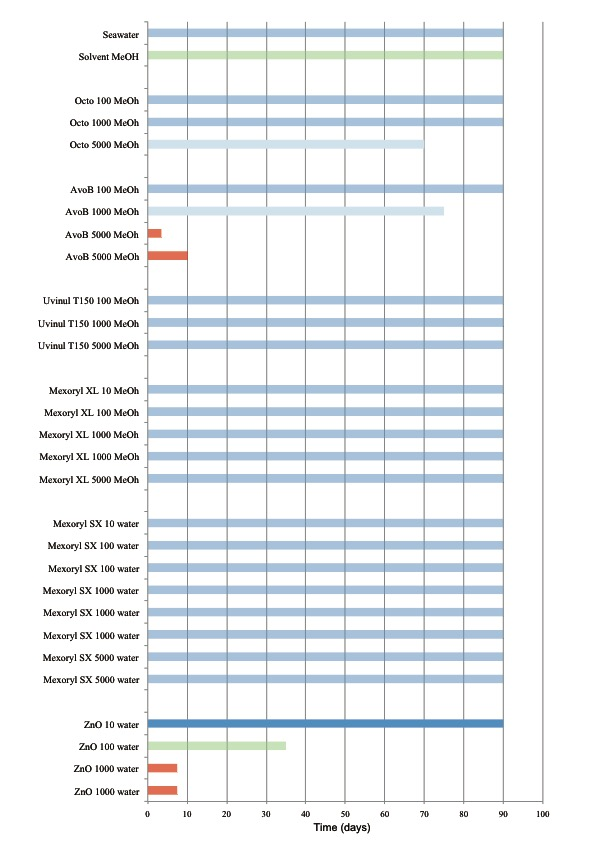 Seawater
Solvent MeOH
Octo 100 MeOh
Octo 1000 MeOh
Octo 5000 MeOh
AvoB 100 MeOh
AvoB 1000 MeOh
AvoB 5000 MeOh
AvoB 5000 MeOh
Uvinul T150 100 MeOh
Uvinul T150 1000 MeOh
Uvinul T150 5000 MeOh
Mexoryl XL 10 MeOh
Mexoryl XL 100 MeOh
Mexoryl XL 1000 MeOh
Mexoryl XL 1000 MeOh
Mexoryl XL 5000 MeOh
Mexoryl SX 10 water
Mexoryl SX 100 water
Mexoryl SX 100 water
Mexoryl SX 1000 water
Mexoryl SX 1000 water
Mexoryl SX 1000 water
Mexoryl SX 5000 water
Mexoryl SX 5000 water
ZnO 10 water
ZnO 100 water
ZnO 1000 water
ZnO 1000 water
0 10 20 30 40 50 60 70 80 90 100
Time (days)